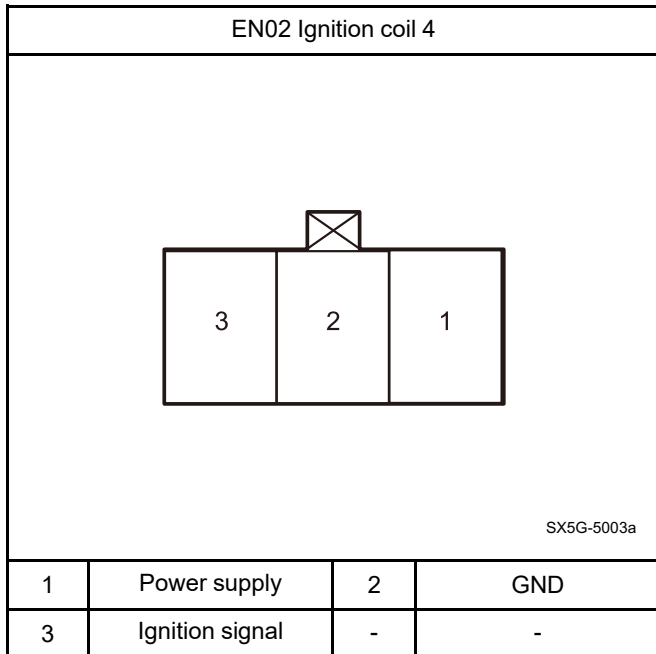 EN02 Ignition coil 4
3 2 1
SX5G-5003a
1 Power supply 2 GND
3 Ignition signal - -